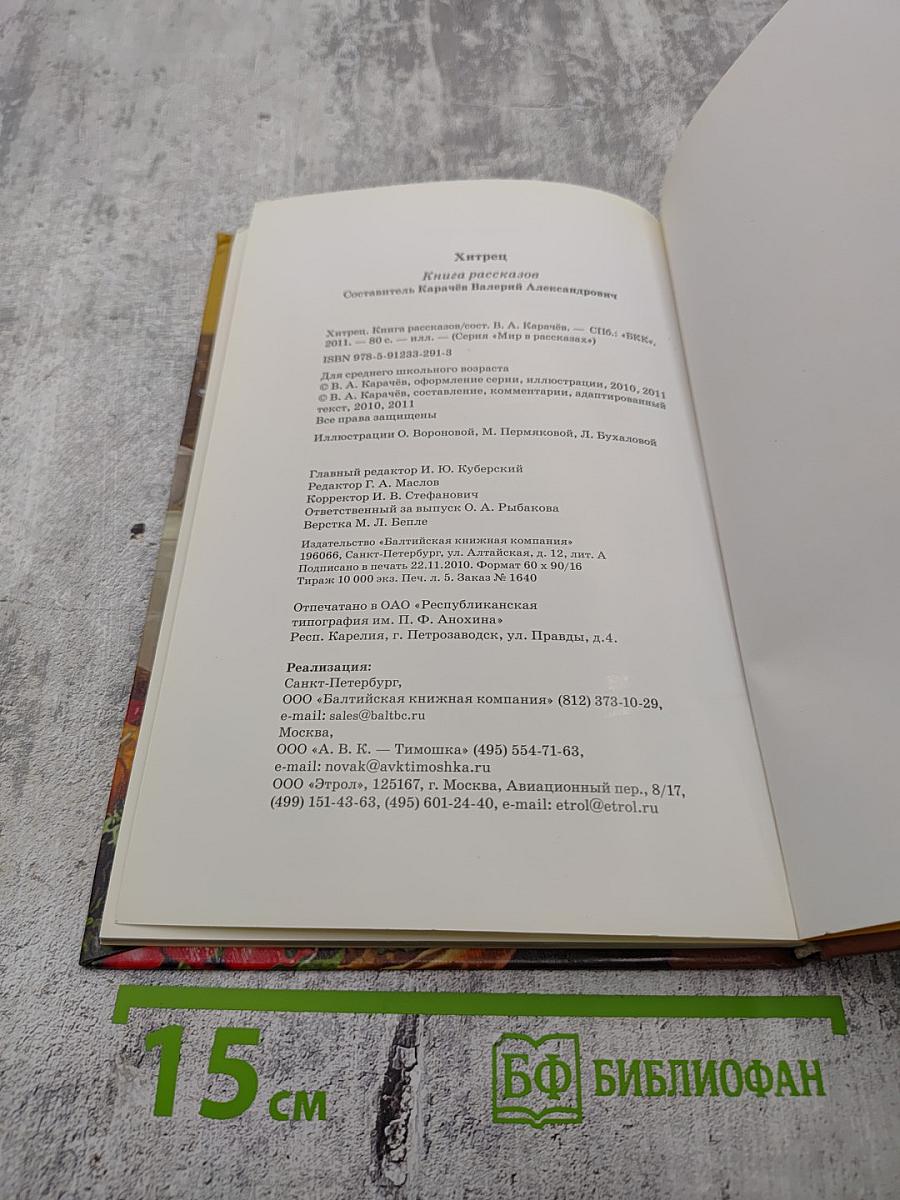 Хитрец
Книга рассказов
Составитель Карачёв Валерий Александрович
Хитрец. Книга рассказов/сост. В. А. Карачёв. — СПб.: «БКК»,
2011. — 80 с. — илл. — (Серия «Мир в рассказах»)
ISBN 978-5-91233-291-3
Для среднего школьного возраста
© В. А. Карачёв, оформление серии, иллюстрации, 2010, 2011
© В. А. Карачёв, составление, комментарии, адаптированный
текст, 2010, 2011
Все права защищены
Иллюстрации О. Вороновой, М. Пермяковой, Л. Бухаловой
Главный редактор И. Ю. Куберский
Редактор Г. А. Маслов
Корректор И. В. Стефанович
Ответственный за выпуск О. А. Рыбакова
Верстка М. Л. Бепле
Издательство «Балтийская книжная компания»
196066, Санкт-Петербург, ул. Алтайская, д. 12, лит. А
Подписано в печать 22.11.2010. Формат 60 х 90/16
Тираж 10 000 экз. Печ. л. 5. Заказ № 1640
Отпечатано в ОАО «Республиканская
типография им. П. Ф. Анохина»
Респ. Карелия, г. Петрозаводск, ул. Правды, д.4.
Реализация:
Санкт-Петербург,
ООО «Балтийская книжная компания» (812) 373-10-29,
e-mail: sales@baltbc.ru
Москва,
ООО «А. В. К. — Тимошка» (495) 554-71-63,
e-mail: novak@avktimoshka.ru
ООО «Этрол», 125167, г. Москва, Авиационный пер., 8/17,
(499) 151-43-63, (495) 601-24-40, e-mail: etrol@etrol.ru
15 см
БФ БИБЛИОФАН